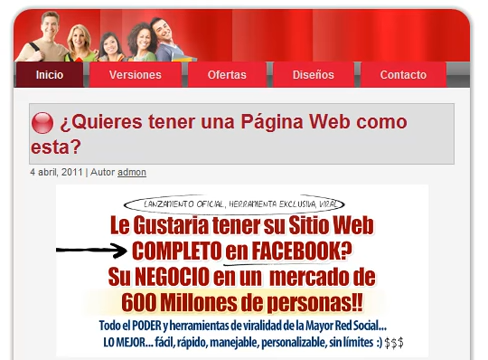 Inicio
Versiones
Ofertas
Diseños
Contacto
¿Quieres tener una Página Web como
esta?
4 abril, 2011 | Autor admon
LANZAMIENTO OFICIAL, HERRAMIENTA EXCLUSIVA, VIRAL
Le Gustaria tener su Sitio Web
COMPLETO en FACEBOOK?
Su NEGOCIO en un mercado de
600 Millones de personas!!
Todo el PODER y herramientas de viralidad de la Mayor Red Social...
LO MEJOR... fácil, rápido, manejable, personalizable, sin límites :) $$$